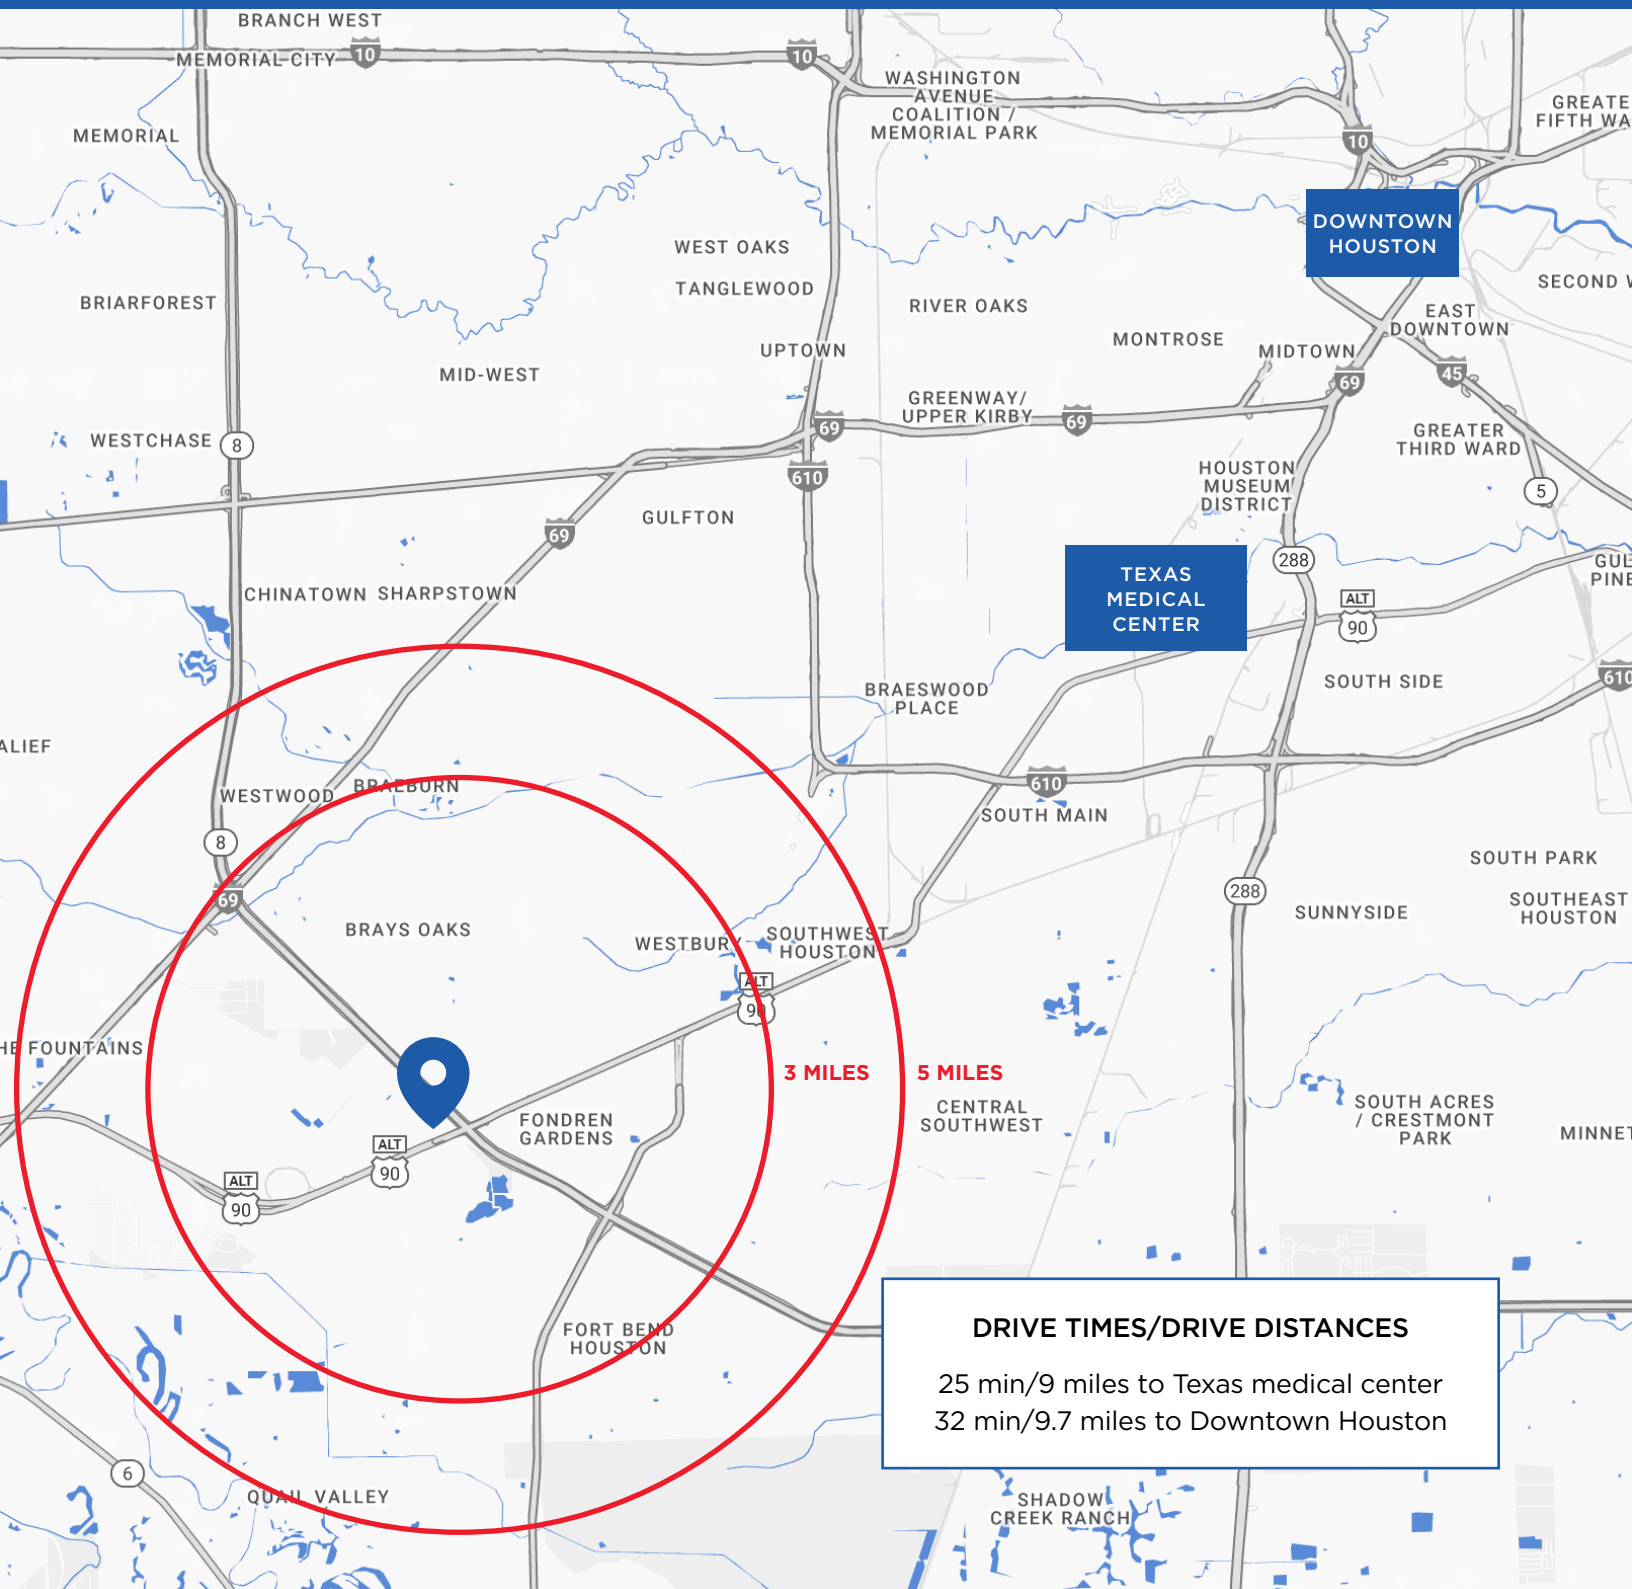 BRANCH WEST
MEMORIAL CITY
10
10
WASHINGTON
AVENUE
COALITION /
MEMORIAL PARK
GREATE
FIFTH WA
MEMORIAL
10
DOWNTOWN
HOUSTON
WEST OAKS
TANGLEWOOD
SECOND W
BRIARFOREST
RIVER OAKS
EAST
DOWNTOWN
MONTROSE
UPTOWN
MIDTOWN
MID-WEST
69
45
GREENWAY/
UPPER KIRBY
69
69
WESTCHASE
8
GREATER
THIRD WARD
610
HOUSTON
MUSEUM
DISTRICT
5
GULFTON
69
288
TEXAS
MEDICAL
CENTER
GUL
PINE
CHINATOWN
SHARPSTOWN
ALT
90
BRAESWOOD
PLACE
SOUTH SIDE
610
ALIEF
WESTWOOD
BRAEBURN
610
SOUTH MAIN
8
SOUTH PARK
69
288
SUNNYSIDE
SOUTHEAST
HOUSTON
BRAYS OAKS
WESTBURY
SOUTHWEST
HOUSTON
ALT
90
HE FOUNTAINS
3 MILES
5 MILES
FONDREN
GARDENS
CENTRAL
SOUTHWEST
SOUTH ACRES
/ CRESTMONT
PARK
MINNET
ALT
90
ALT
90
FORT BEND
HOUSTON
DRIVE TIMES/DRIVE DISTANCES
25 min/9 miles to Texas medical center
32 min/9.7 miles to Downtown Houston
6
QUAIL VALLEY
SHADOW
CREEK RANCH